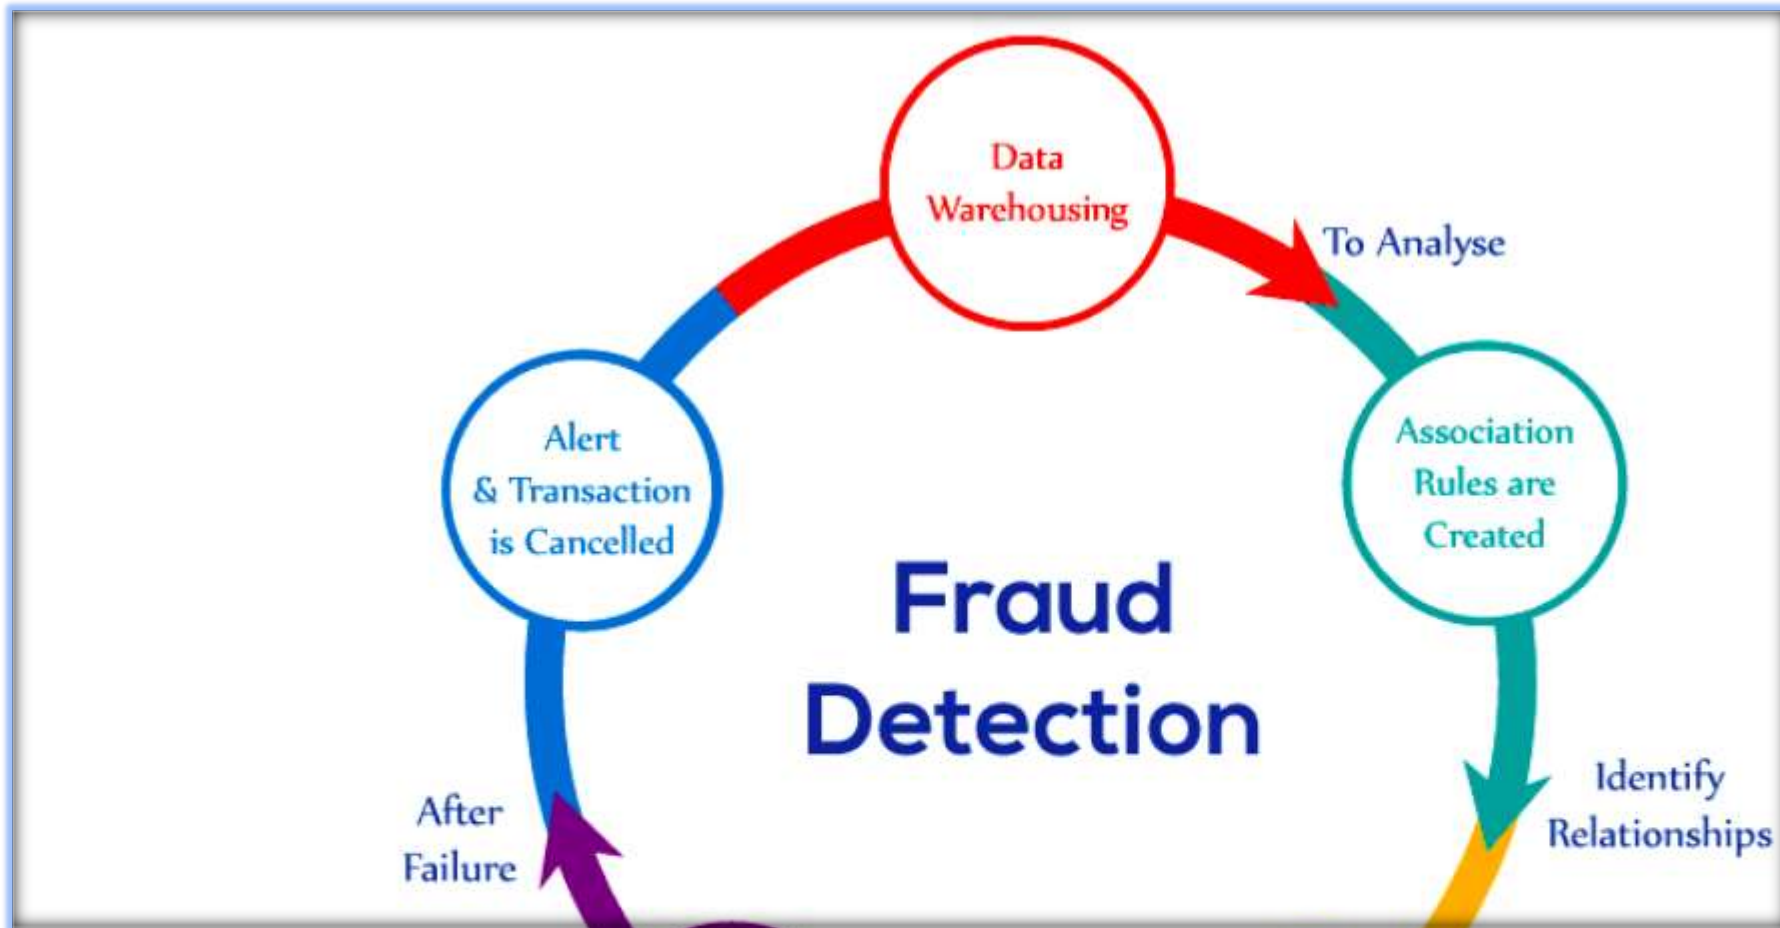 Data
Warehousing
To Analyse
Association
Rules are
Created
Identify
Relationships
After
Failure
Alert
& Transaction
is Cancelled
Fraud
Detection